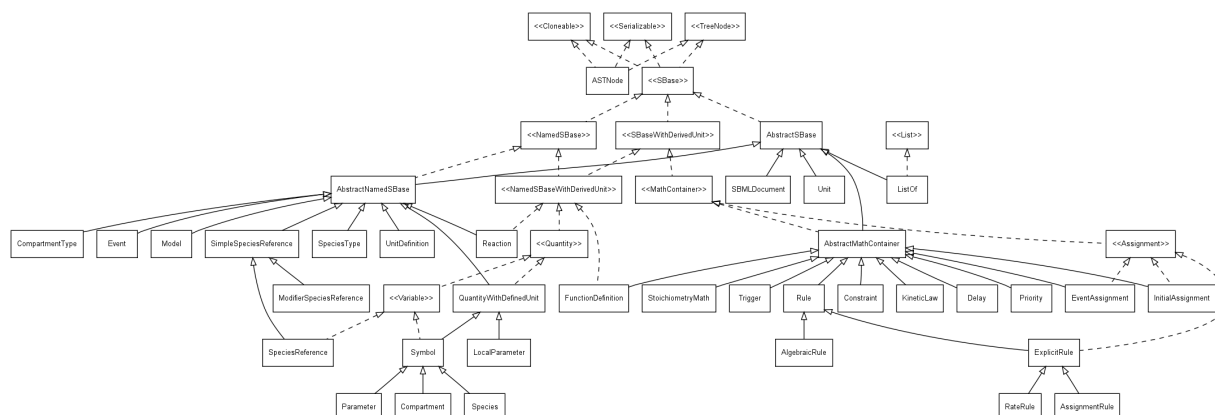 <<Cloneable>> <<Serializable>> <<TreeNode>>
ASTNode <<SBase>>
<<NamedSBase>> <<SBaseWithDerivedUnit>> AbstractSBase <<List>>
AbstractNamedSBase <<NamedSBaseWithDerivedUnit>> <<MathContainer>> SBMLDocument Unit ListOf
CompartmentType Event Model SimpleSpeciesReference SpeciesType UnitDefinition Reaction <<Quantity>> AbstractMathContainer <<Assignment>>
ModifierSpeciesReference <<Variable>> QuantityWithDefinedUnit FunctionDefinition StoichiometryMath Trigger Rule Constraint KineticLaw Delay Priority EventAssignment InitialAssignment
SpeciesReference Symbol LocalParameter AlgebraicRule ExplicitRule
Parameter Compartment Species RateRule AssignmentRule